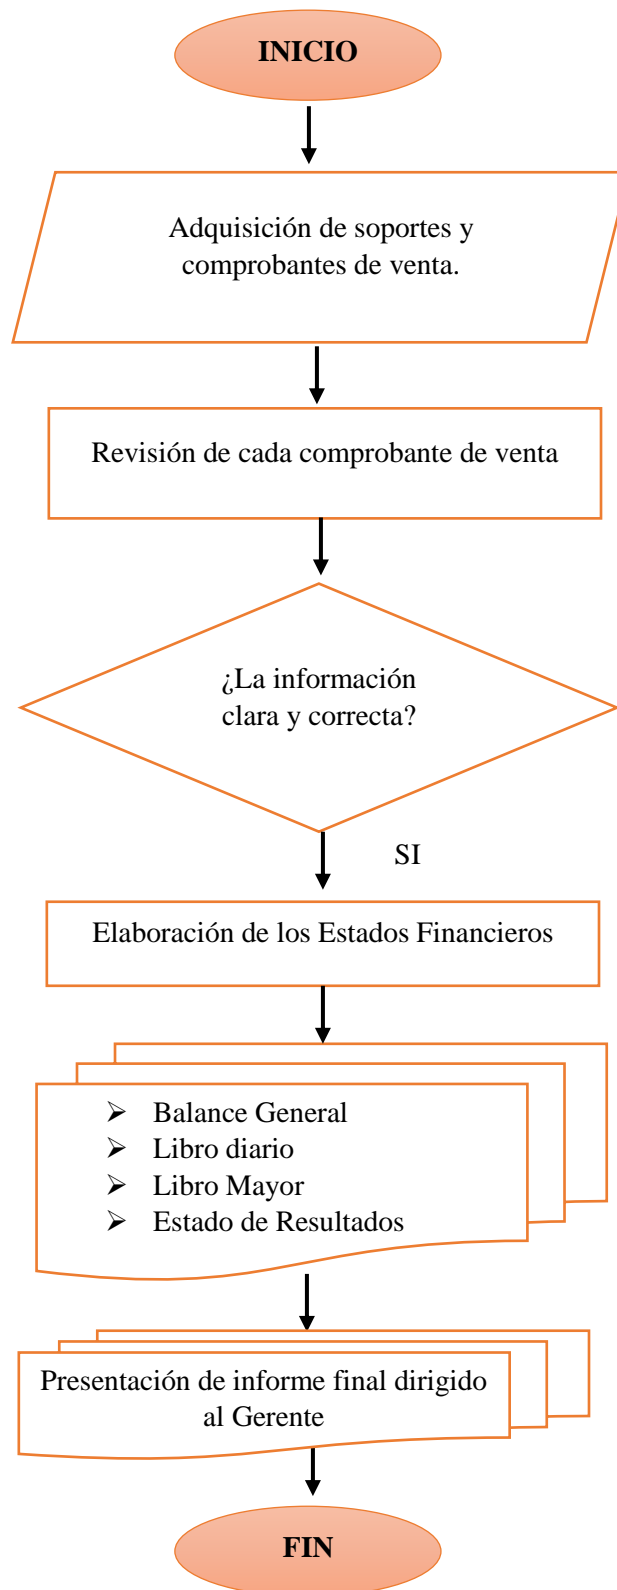 INICIO
Adquisición de soportes y
comprobantes de venta.
Revisión de cada comprobante de venta
¿La información
clara y correcta?
SI
Elaboración de los Estados Financieros
➢ Balance General
➢ Libro diario
➢ Libro Mayor
➢ Estado de Resultados
Presentación de informe final dirigido
al Gerente
FIN